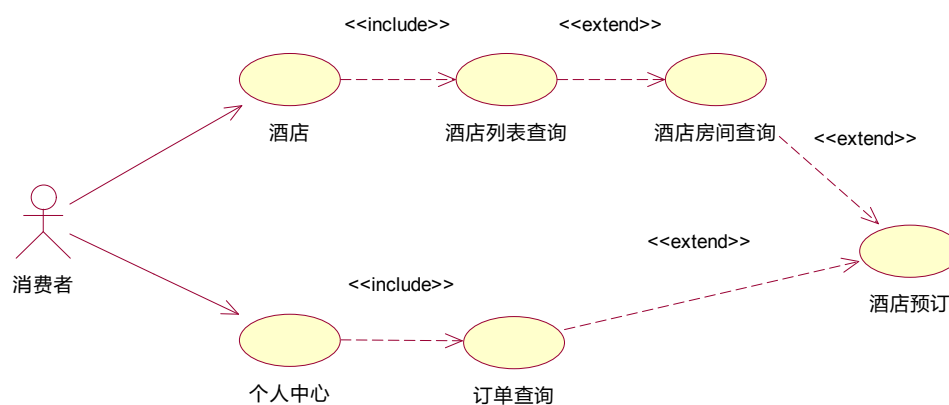 <<include>>
<<extend>>
酒店
酒店列表查询
酒店房间查询
<<extend>>
消费者
<<extend>>
<<include>>
酒店预订
个人中心
订单查询